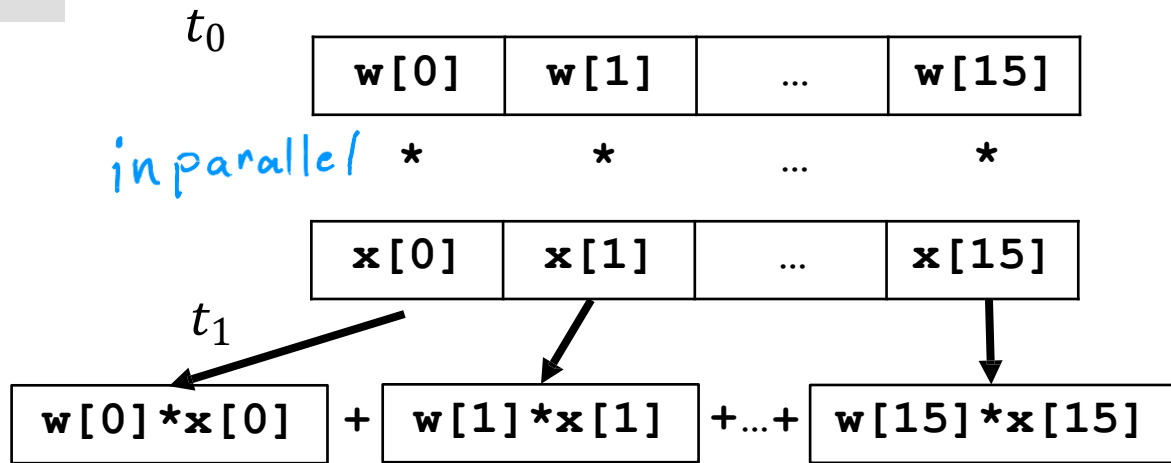 t₀
w[0] w[1] … w[15]
in parallel * * … *
x[0] x[1] … x[15]
t₁
w[0]*x[0] + w[1]*x[1] +…+ w[15]*x[15]